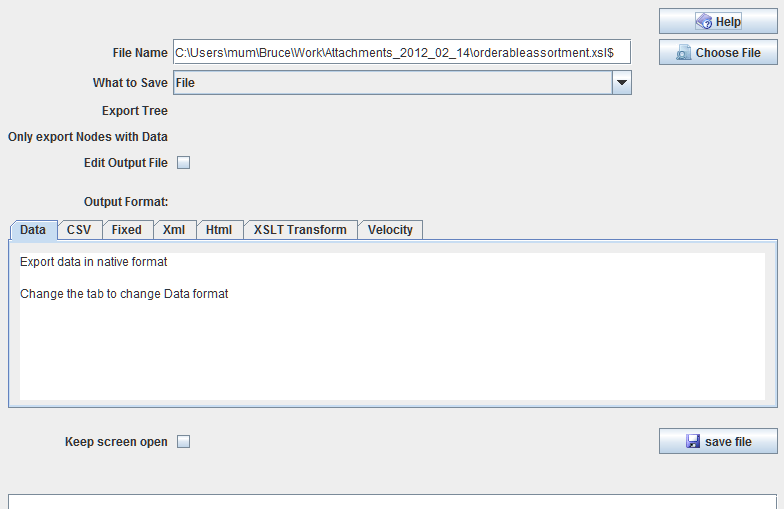 Help
File Name C:\Users\mum\Bruce\Work\Attachments_2012_02_14\orderableassortment.xsl$ Choose File
What to Save File
Export Tree
Only export Nodes with Data
Edit Output File
Output Format:
Data CSV Fixed Xml Html XSLT Transform Velocity
Export data in native format
Change the tab to change Data format
Keep screen open save file